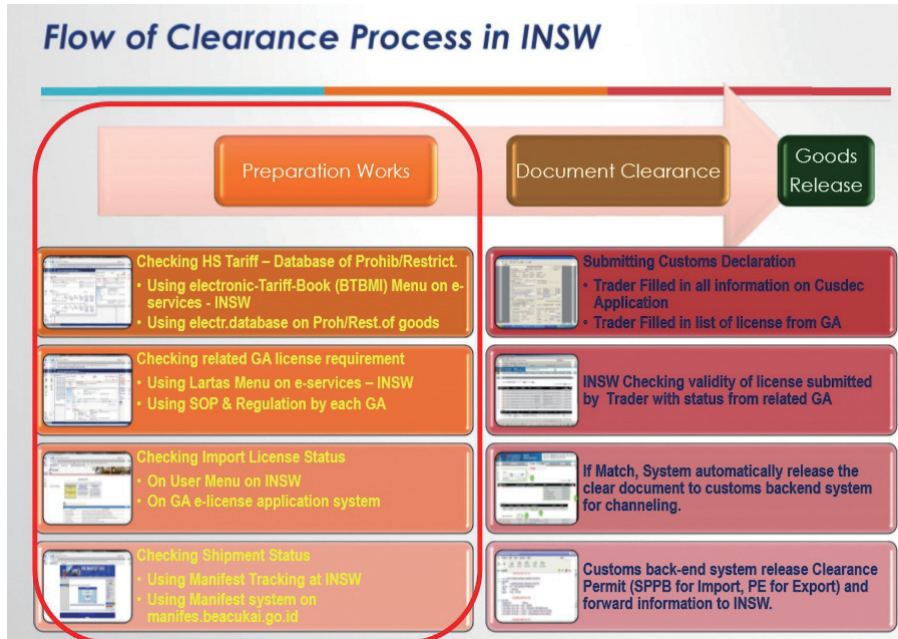 Flow of Clearance Process in INSW
Preparation Works
Document Clearance
Goods
Release
Checking HS Tariff – Database of Prohib/Restrict.
• Using electronic-Tariff-Book (BTBMI) Menu on e-
services - INSW
• Using electr.database on Proh/Rest.of goods
Checking related GA license requirement
• Using Lartas Menu on e-services – INSW
• Using SOP & Regulation by each GA
Checking Import License Status
• On User Menu on INSW
• On GA e-license application system
Checking Shipment Status
• Using Manifest Tracking at INSW
• Using Manifest system on
manifes.beacukai.go.id
Submitting Customs Declaration
• Trader Filled in all information on Cusdec
Application
• Trader Filled in list of license from GA
INSW Checking validity of license submitted
by Trader with status from related GA
If Match, System automatically release the
clear document to customs backend system
for channeling.
Customs back-end system release Clearance
Permit (SPPB for Import, PE for Export) and
forward information to INSW.